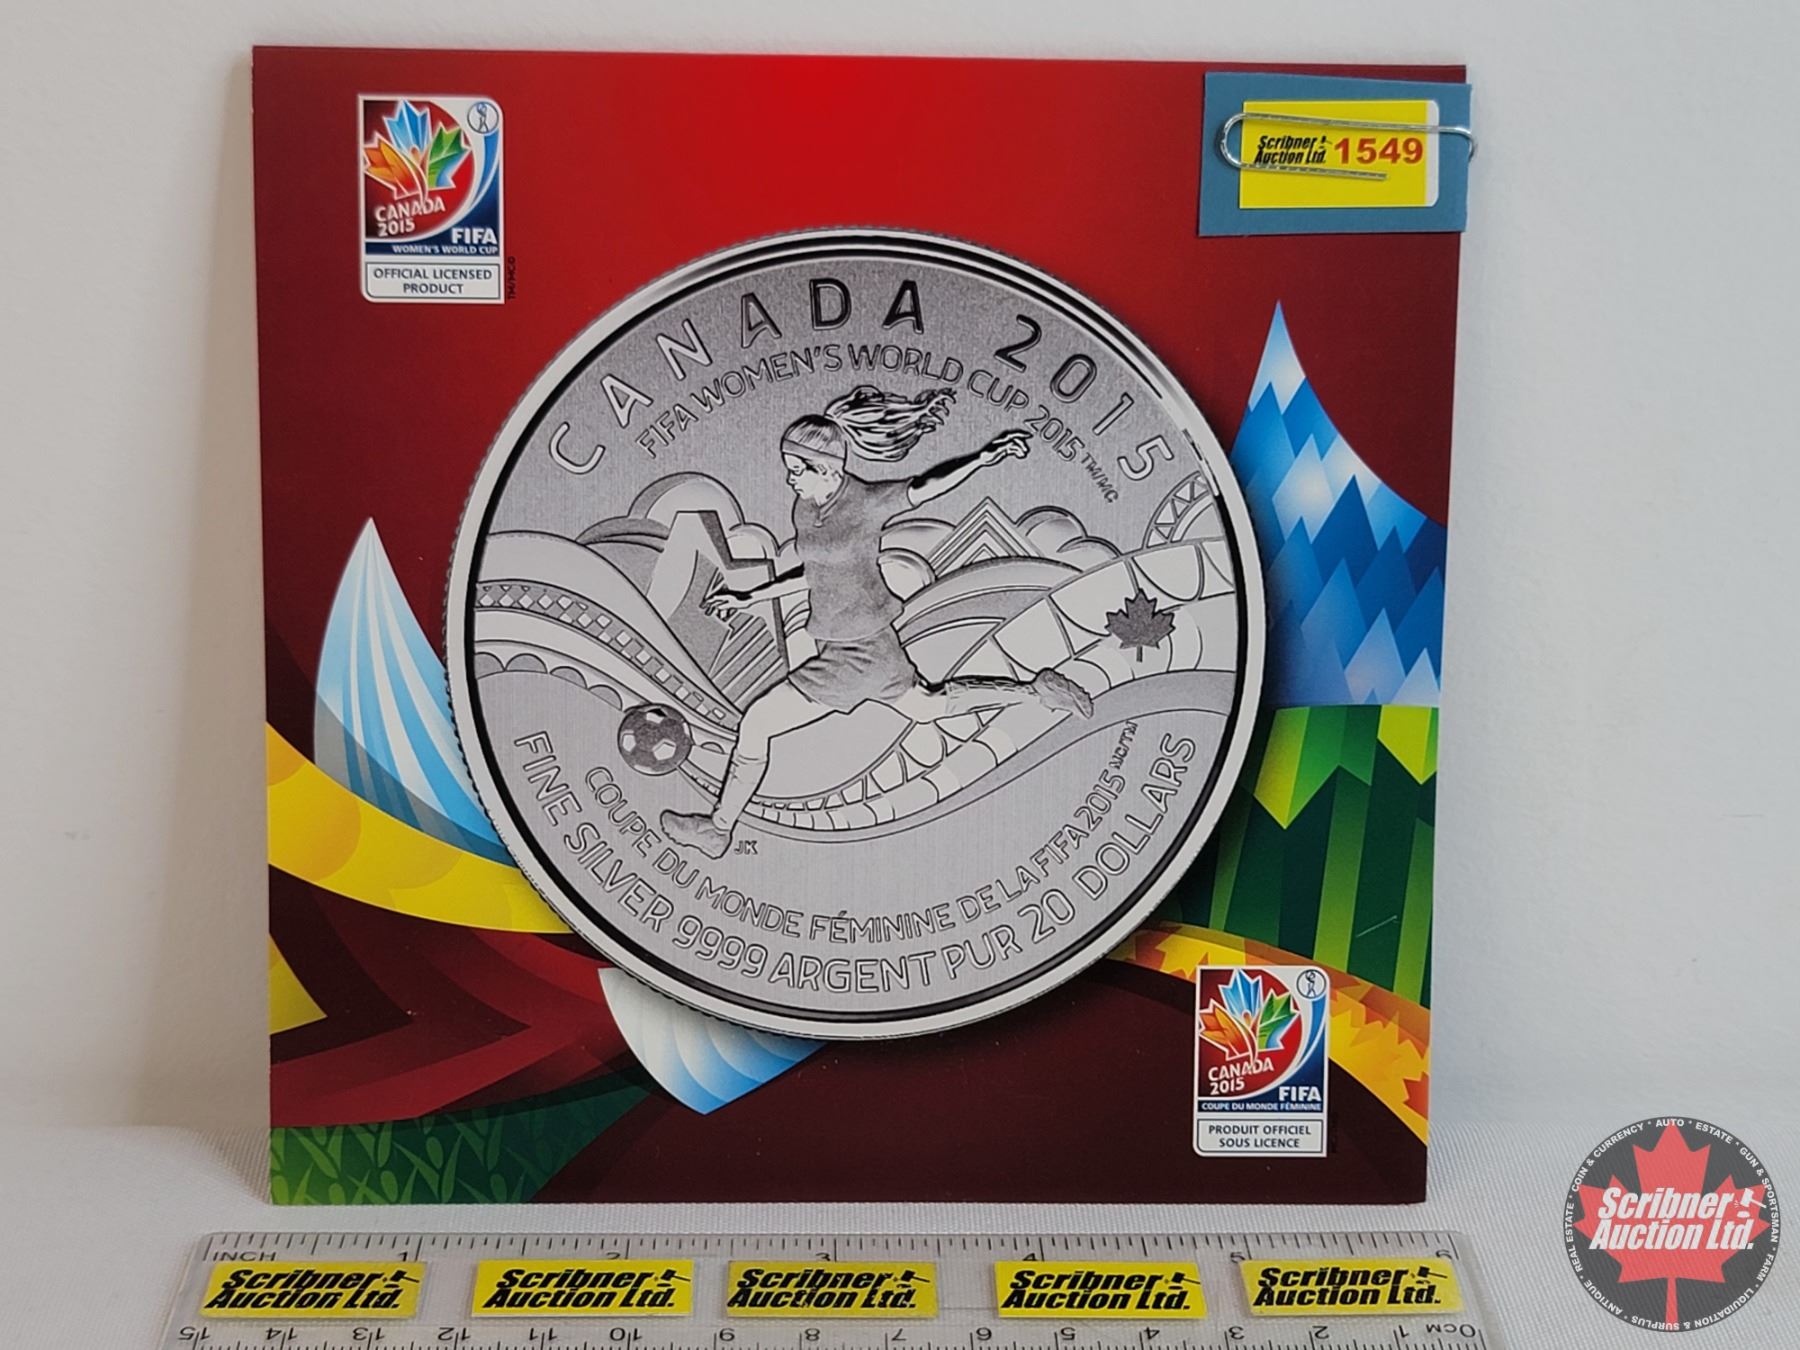 CANADA
2015
FIFA
WOMEN'S WORLD CUP
OFFICIAL LICENSED
PRODUCT
TM/MC©
Scribner
Auction Ltd.
1549
CANADA 2015
FIFA WOMEN'S WORLD CUP 2015 TM/MC
JK
COUPE DU MONDE FÉMININE DE LA FIFA 2015 MC/TM
FINE SILVER 9999 ARGENT PUR 20 DOLLARS
CANADA
2015
FIFA
COUPE DU MONDE FÉMININE
PRODUIT OFFICIEL
SOUS LICENCE
INCH 1 2 3 4 5 6
Scribner
Auction Ltd.
Scribner
Auction Ltd.
Scribner
Auction Ltd.
Scribner
Auction Ltd.
Scribner
Auction Ltd.
15 14 13 12 11 10 9 8 7 6 5 4 3 2 1 0CM
REAL ESTATE * COIN & CURRENCY * AUTO * ESTATE * GUN & SPORTSMAN * FARM * LIQUIDATION & SURPLUS * ANTIQUE *
Scribner
Auction Ltd.